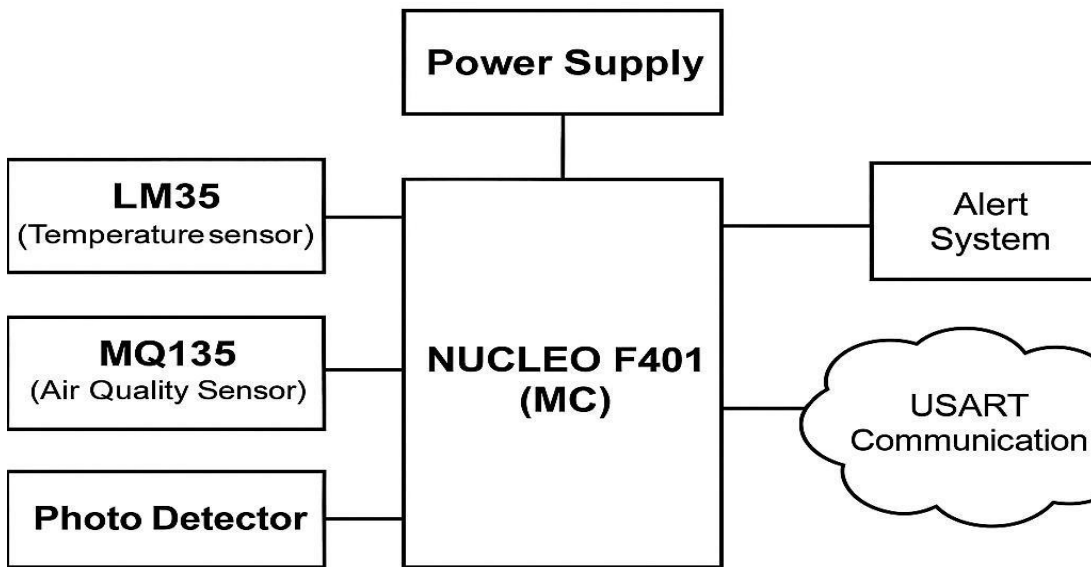 Power Supply
LM35
(Temperature sensor)
MQ135
(Air Quality Sensor)
Photo Detector
NUCLEO F401
(MC)
Alert
System
USART
Communication